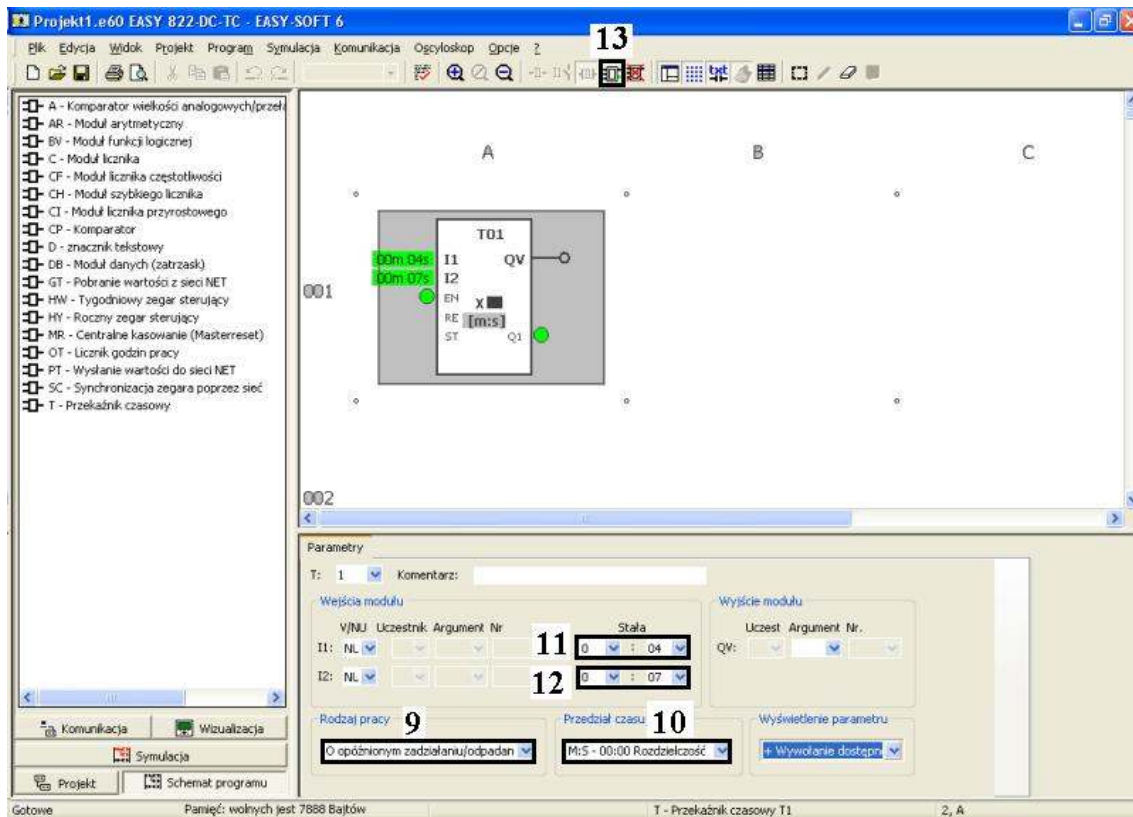 Projekt1.e60 EASY 822-DC-TC - EASY-SOFT 6
Plik Edycja Widok Projekt Program Symulacja Komunikacja Oscyloskop Opcje ?
13
A - Komparator wielkości analogowych/przeł
AR - Moduł arytmetyczny
BV - Moduł funkcji logicznej
C - Moduł licznika
CF - Moduł licznika częstotliwości
CH - Moduł szybkiego licznika
CI - Moduł licznika przyrostowego
CP - Komparator
D - znacznik tekstowy
DB - Moduł danych (zatrzask)
GT - Pobranie wartości z sieci NET
HW - Tygodniowy zegar sterujący
HY - Roczny zegar sterujący
MR - Centralne kasowanie (Masterreset)
OT - Licznik godzin pracy
PT - Wysłanie wartości do sieci NET
SC - Synchronizacja zegara poprzez sieć
T - Przekaźnik czasowy
A B C
T01
00m 04s I1 QV
00m 07s I2
001
EN
X
RE [m:s]
ST Q1
002
Parametry
T: 1 Komentarz:
Wejścia modułu
V/NU Uczestnik Argument Nr Stała
I1: NL 11 0 : 04
I2: NL 12 0 : 07
Wyjście modułu
Uczest Argument Nr.
QV:
Rodzaj pracy 9
O opóźnionym zadziałaniu/odpadan
Przedział czasu 10
M:S - 00:00 Rozdzielczość
Wyświetlenie parametru
+ Wywołanie dostępn
Komunikacja Wizualizacja
Symulacja
Projekt Schemat programu
Gotowe Pamięć: wolnych jest 7888 Bajtów T - Przekaźnik czasowy T1 2, A